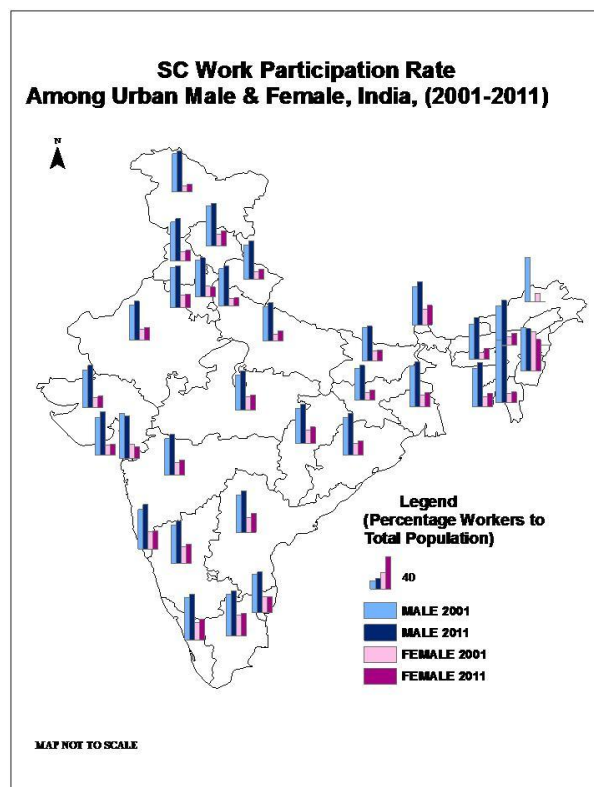 SC Work Participation Rate
Among Urban Male & Female, India, (2001-2011)
N
Legend
(Percentage Workers to
Total Population)
40
MALE 2001
MALE 2011
FEMALE 2001
FEMALE 2011
MAP NOT TO SCALE